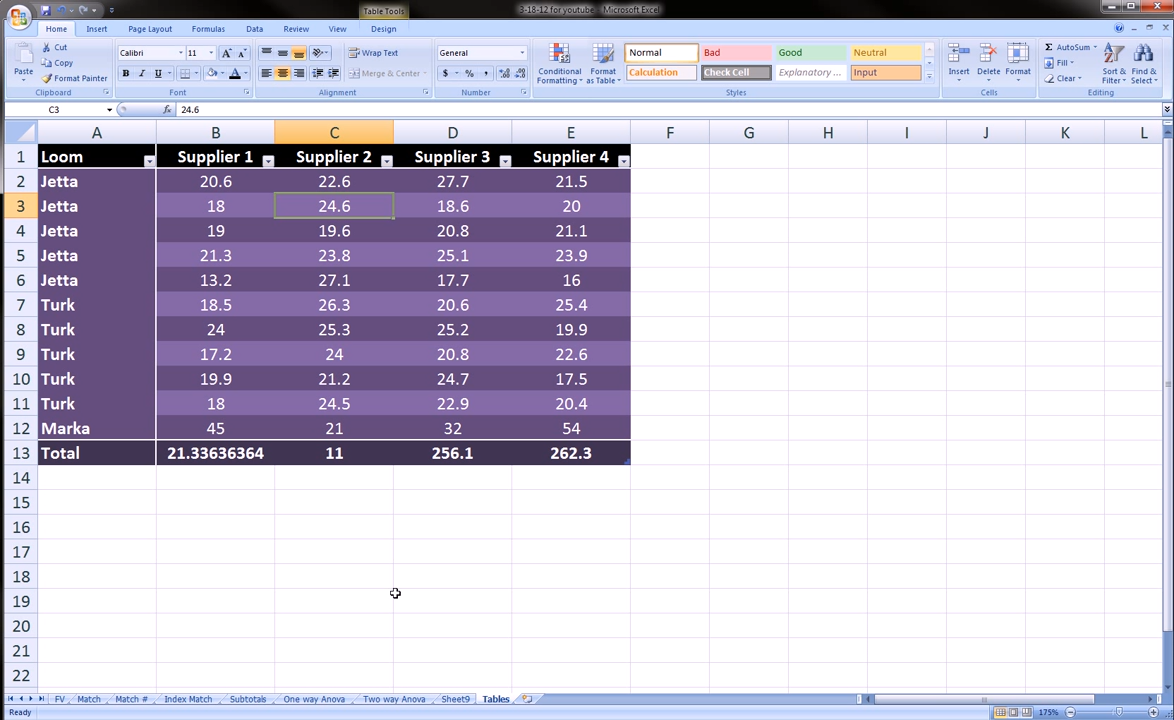 Table Tools
3-18-12 for youtube - Microsoft Excel
Home Insert Page Layout Formulas Data Review View Design
Paste Cut Copy Format Painter
Clipboard
Calibri 11 A A
B I U A
Font
Wrap Text
Merge & Center
Alignment
General
$ % ,
Number
Conditional Formatting Format as Table
Normal Bad Good Neutral
Calculation Check Cell Explanatory ... Input
Styles
Insert Delete Format
Cells
Σ AutoSum
Fill
Clear
Sort & Filter Find & Select
Editing
C3 fx 24.6
A B C D E F G H I J K L
1 Loom Supplier 1 Supplier 2 Supplier 3 Supplier 4
2 Jetta 20.6 22.6 27.7 21.5
3 Jetta 18 24.6 18.6 20
4 Jetta 19 19.6 20.8 21.1
5 Jetta 21.3 23.8 25.1 23.9
6 Jetta 13.2 27.1 17.7 16
7 Turk 18.5 26.3 20.6 25.4
8 Turk 24 25.3 25.2 19.9
9 Turk 17.2 24 20.8 22.6
10 Turk 19.9 21.2 24.7 17.5
11 Turk 18 24.5 22.9 20.4
12 Marka 45 21 32 54
13 Total 21.33636364 11 256.1 262.3
14
15
16
17
18
19
20
21
22
FV Match Match # Index Match Subtotals One way Anova Two way Anova Sheet9 Tables
Ready 175%